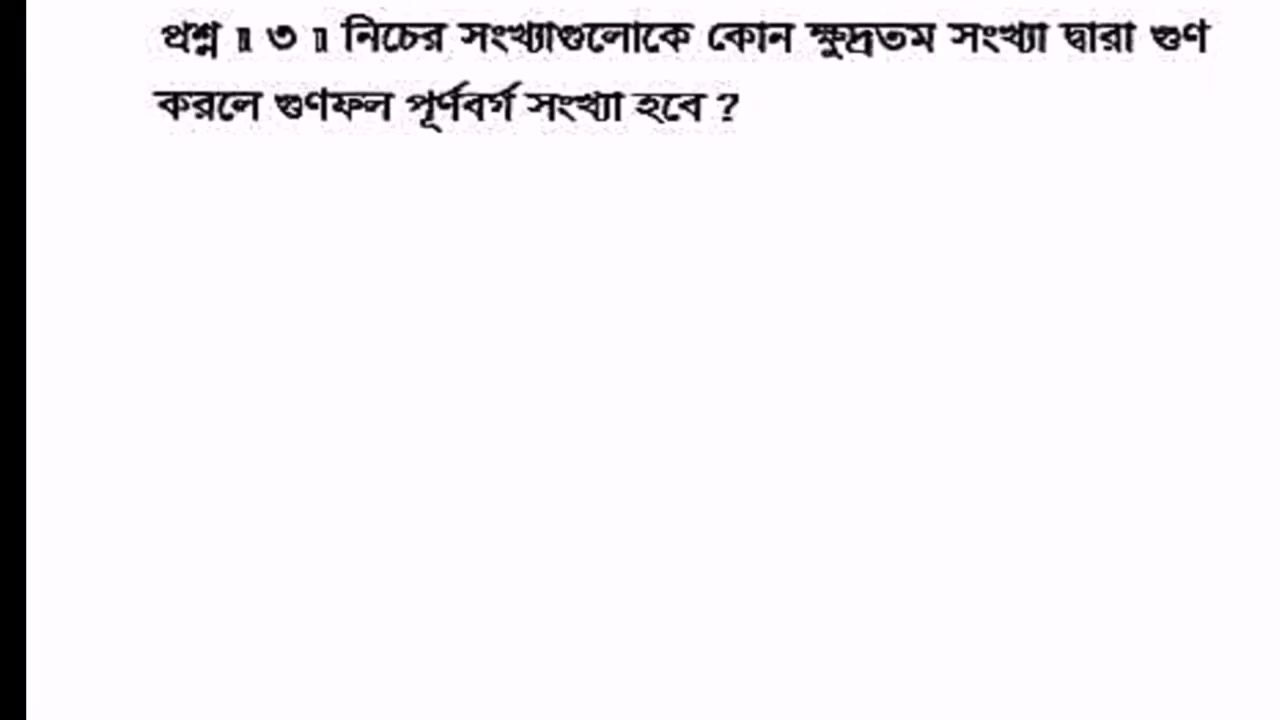 প্রশ্ন ॥ ৩ ॥ নিচের সংখ্যাগুলোকে কোন ক্ষুদ্রতম সংখ্যা দ্বারা গুণ
করলে গুণফল পূর্ণবর্গ সংখ্যা হবে ?